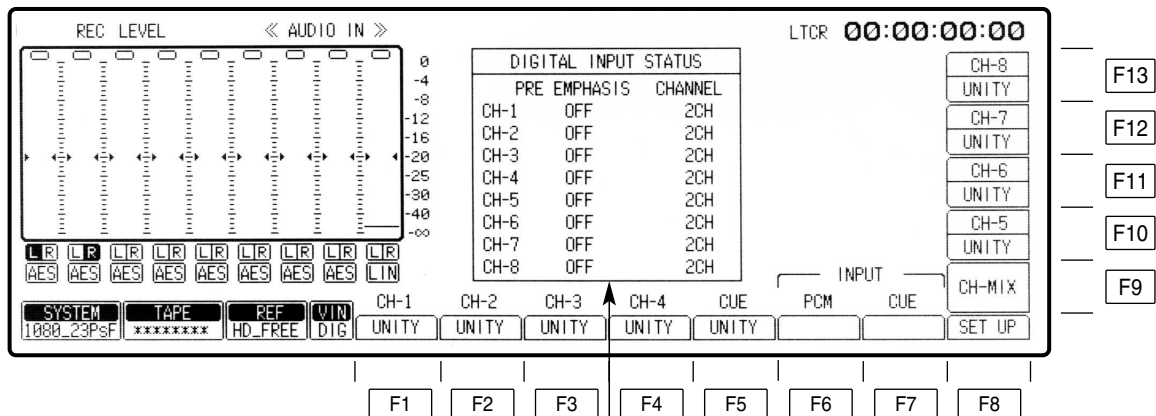 REC LEVEL ≪ AUDIO IN ≫ LTCR 00:00:00:00
0
-4
-8
-12
-16
-20
-25
-30
-40
-∞
LR LR LR LR LR LR LR LR LR
AES AES AES AES AES AES AES AES LIN
DIGITAL INPUT STATUS
PRE EMPHASIS CHANNEL
CH-1 OFF 2CH
CH-2 OFF 2CH
CH-3 OFF 2CH
CH-4 OFF 2CH
CH-5 OFF 2CH
CH-6 OFF 2CH
CH-7 OFF 2CH
CH-8 OFF 2CH
CH-8
UNITY
F13
CH-7
UNITY
F12
CH-6
UNITY
F11
CH-5
UNITY
F10
CH-MIX
F9
SYSTEM TAPE REF VIN
1080_23PsF ******** HD_FREE DIG
INPUT
CH-1 CH-2 CH-3 CH-4 CUE PCM CUE
UNITY UNITY UNITY UNITY UNITY SET UP
F1 F2 F3 F4 F5 F6 F7 F8